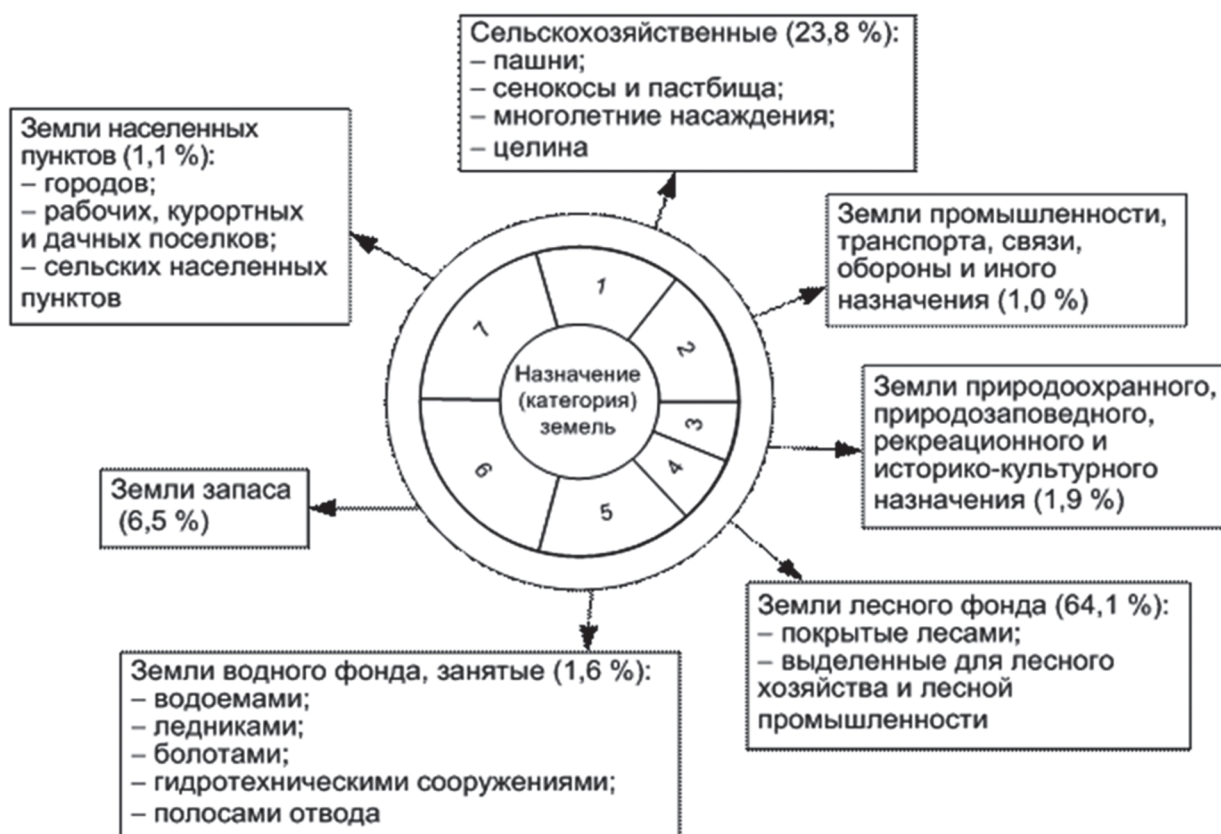 Сельскохозяйственные (23,8 %):
– пашни;
– сенокосы и пастбища;
– многолетние насаждения;
– целина
Земли населенных
пунктов (1,1 %):
– городов;
– рабочих, курортных
и дачных поселков;
– сельских населенных
пунктов
Земли промышленности,
транспорта, связи,
обороны и иного
назначения (1,0 %)
1
2
3
4
5
6
7
Назначение
(категория)
земель
Земли природоохранного,
природозаповедного,
рекреационного и
историко-культурного
назначения (1,9 %)
Земли запаса
(6,5 %)
Земли лесного фонда (64,1 %):
– покрытые лесами;
– выделенные для лесного
хозяйства и лесной
промышленности
Земли водного фонда, занятые (1,6 %):
– водоемами;
– ледниками;
– болотами;
– гидротехническими сооружениями;
– полосами отвода